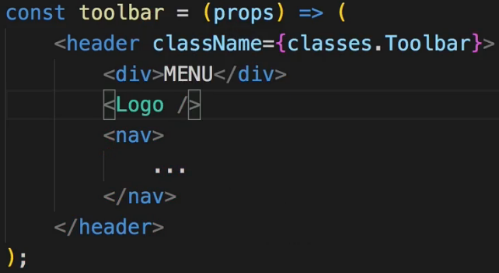 const toolbar = (props) => (
<header className={classes.Toolbar}>
<div>MENU</div>
<Logo />
<nav>
...
</nav>
</header>
);